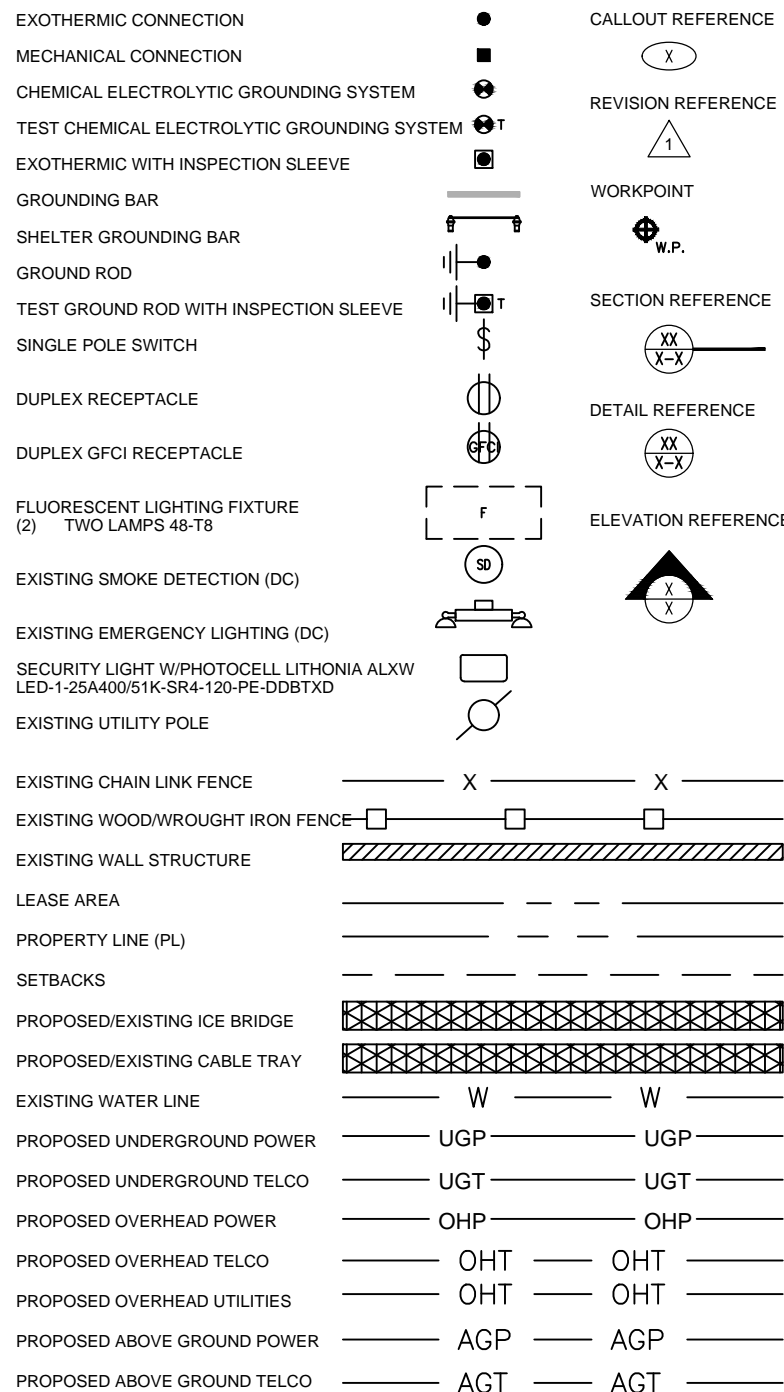 EXOTHERMIC CONNECTION
MECHANICAL CONNECTION
CHEMICAL ELECTROLYTIC GROUNDING SYSTEM
TEST CHEMICAL ELECTROLYTIC GROUNDING SYSTEM T
EXOTHERMIC WITH INSPECTION SLEEVE
GROUNDING BAR
SHELTER GROUNDING BAR
GROUND ROD
TEST GROUND ROD WITH INSPECTION SLEEVE T
SINGLE POLE SWITCH $
DUPLEX RECEPTACLE
DUPLEX GFCI RECEPTACLE GFCI
FLUORESCENT LIGHTING FIXTURE
(2) TWO LAMPS 48-T8 F
EXISTING SMOKE DETECTION (DC) SD
EXISTING EMERGENCY LIGHTING (DC)
SECURITY LIGHT W/PHOTOCELL LITHONIA ALXW
LED-1-25A400/51K-SR4-120-PE-DDBTXD
EXISTING UTILITY POLE
EXISTING CHAIN LINK FENCE X X
EXISTING WOOD/WROUGHT IRON FENCE
EXISTING WALL STRUCTURE
LEASE AREA
PROPERTY LINE (PL)
SETBACKS
PROPOSED/EXISTING ICE BRIDGE
PROPOSED/EXISTING CABLE TRAY
EXISTING WATER LINE W W
PROPOSED UNDERGROUND POWER UGP UGP
PROPOSED UNDERGROUND TELCO UGT UGT
PROPOSED OVERHEAD POWER OHP OHP
PROPOSED OVERHEAD TELCO OHT OHT
PROPOSED OVERHEAD UTILITIES OHT OHT
PROPOSED ABOVE GROUND POWER AGP AGP
PROPOSED ABOVE GROUND TELCO AGT AGT
CALLOUT REFERENCE
X
REVISION REFERENCE
1
WORKPOINT
W.P.
SECTION REFERENCE
XX
X-X
DETAIL REFERENCE
XX
X-X
ELEVATION REFERENCE
X
X